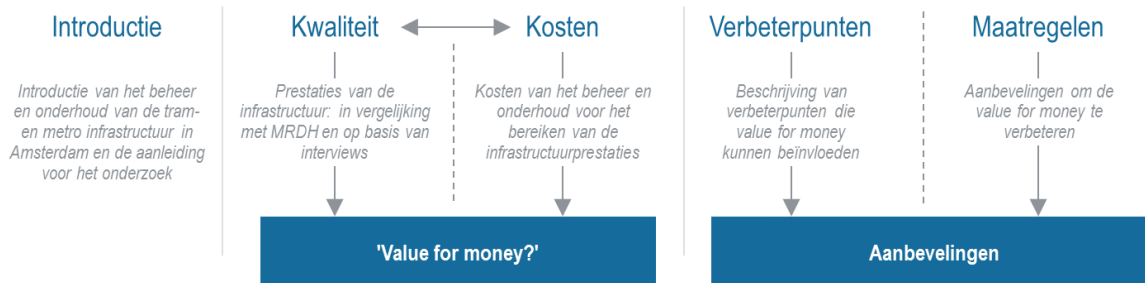 Introductie
Introductie van het beheer
en onderhoud van de tram-
en metro infrastructuur in
Amsterdam en de aanleiding
voor het onderzoek
Kwaliteit
Prestaties van de
infrastructuur: in vergelijking
met MRDH en op basis van
interviews
Kosten
Kosten van het beheer en
onderhoud voor het
bereiken van de
infrastructuurprestaties
'Value for money?'
Verbeterpunten
Beschrijving van
verbeterpunten die
value for money
kunnen beïnvloeden
Maatregelen
Aanbevelingen om de
value for money te
verbeteren
Aanbevelingen